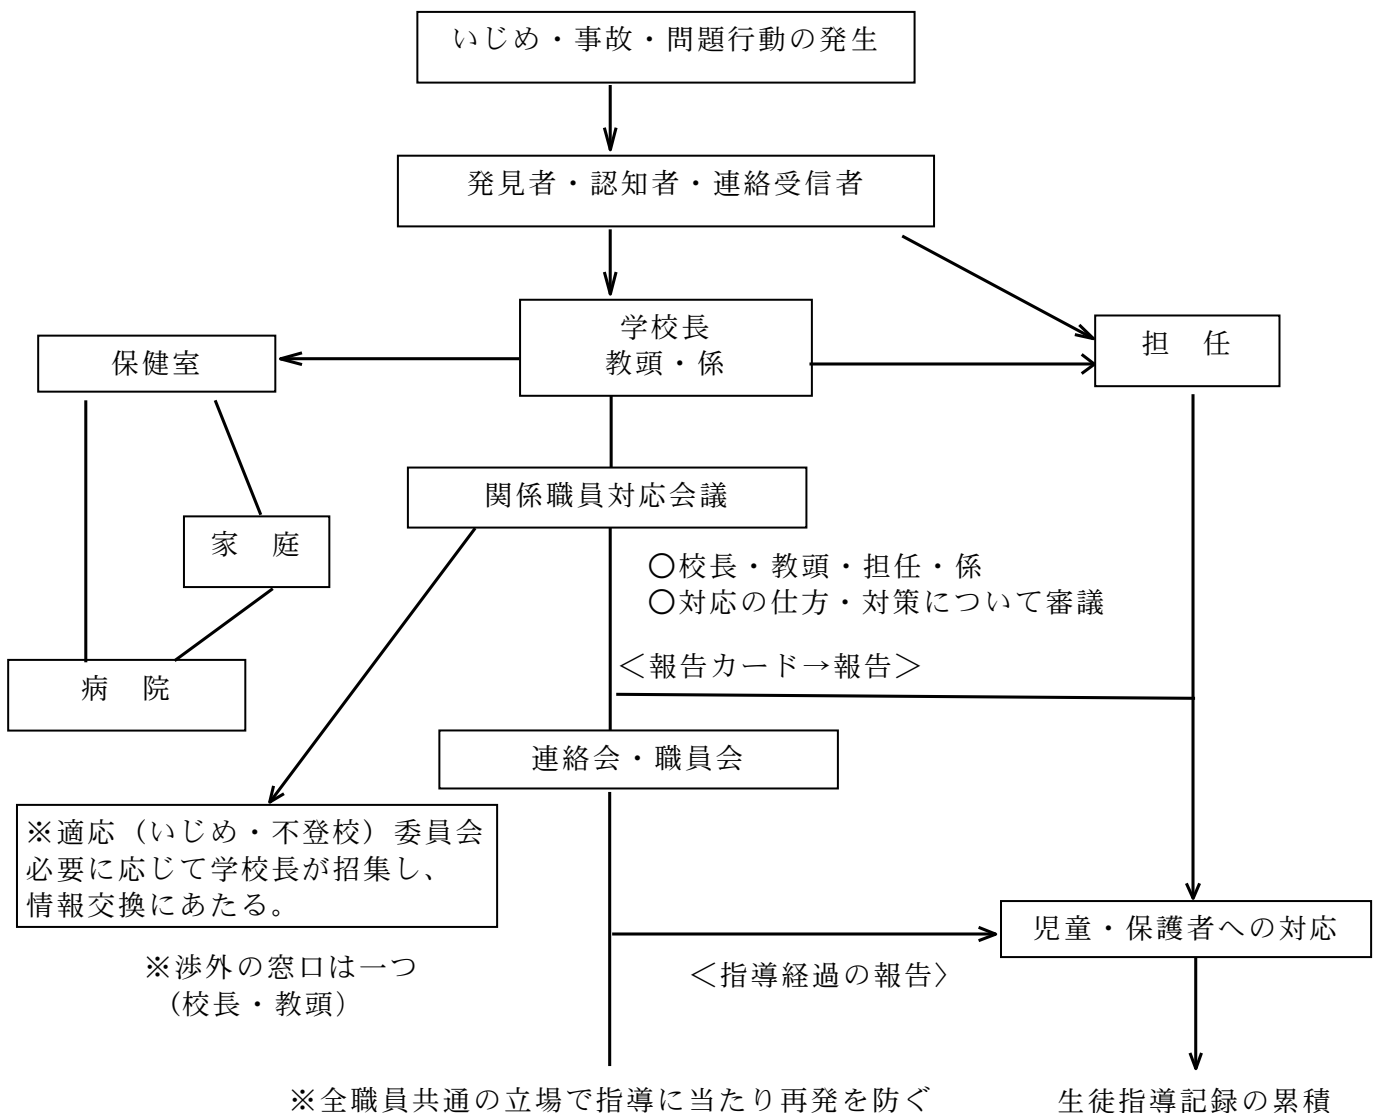 いじめ・事故・問題行動の発生
発見者・認知者・連絡受信者
学校長
教頭・係
保健室
担　任
関係職員対応会議
家　庭
〇校長・教頭・担任・係
〇対応の仕方・対策について審議
＜報告カード→報告＞
病　院
連絡会・職員会
※適応（いじめ・不登校）委員会
必要に応じて学校長が招集し、
情報交換にあたる。
児童・保護者への対応
※渉外の窓口は一つ
（校長・教頭）
＜指導経過の報告〉
※全職員共通の立場で指導に当たり再発を防ぐ
生徒指導記録の累積